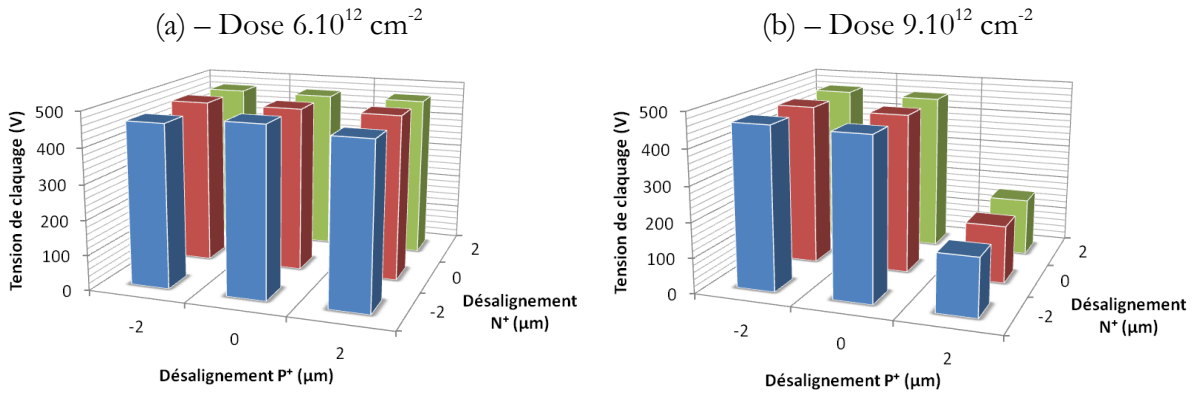 (a) – Dose 6.10¹² cm⁻²
Tension de claquage (V)
500
400
300
200
100
0
-2
0
2
Désalignement P⁺ (µm)
2
0
-2
Désalignement
N⁺ (µm)
(b) – Dose 9.10¹² cm⁻²
Tension de claquage (V)
500
400
300
200
100
0
-2
0
2
Désalignement P⁺ (µm)
2
0
-2
Désalignement
N⁺ (µm)